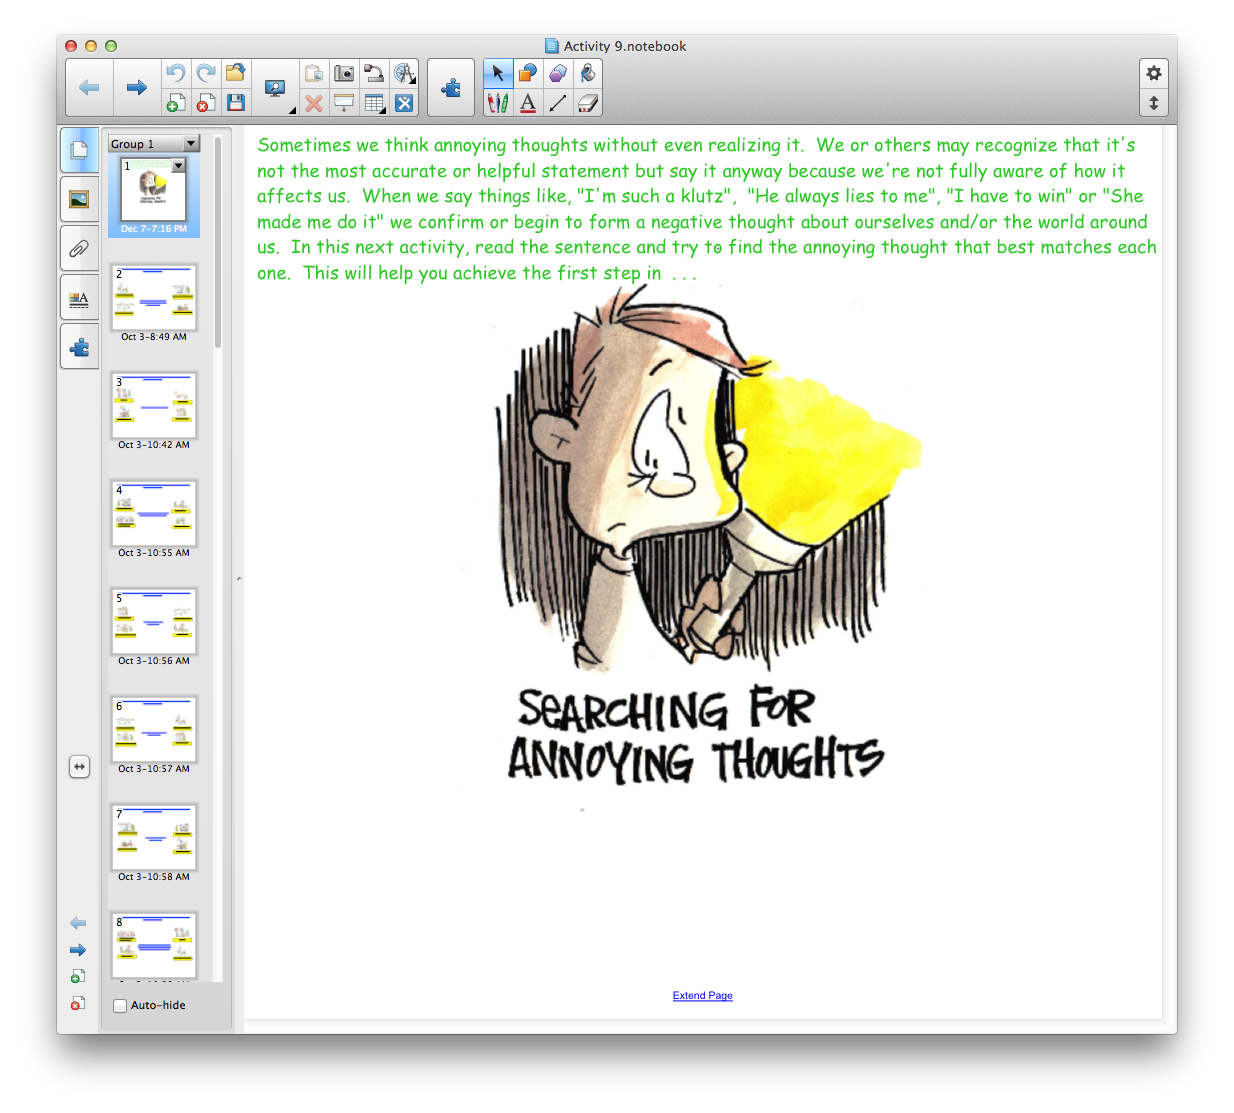 Activity 9.notebook
Group 1
1
Dec 7-7:16 PM
2
Oct 3-8:49 AM
3
Oct 3-10:42 AM
4
Oct 3-10:55 AM
5
Oct 3-10:56 AM
6
Oct 3-10:57 AM
7
Oct 3-10:58 AM
8
Auto-hide
Sometimes we think annoying thoughts without even realizing it. We or others may recognize that it's
not the most accurate or helpful statement but say it anyway because we're not fully aware of how it
affects us. When we say things like, "I'm such a klutz", "He always lies to me", "I have to win" or "She
made me do it" we confirm or begin to form a negative thought about ourselves and/or the world around
us. In this next activity, read the sentence and try to find the annoying thought that best matches each
one. This will help you achieve the first step in . . .
SEARCHING FOR
ANNOYING THOUGHTS
Extend Page